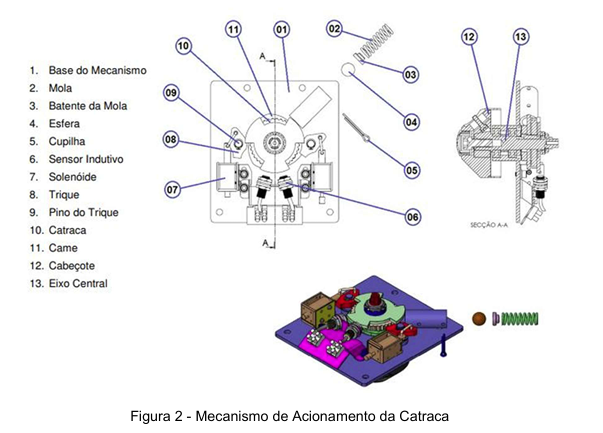 1. Base do Mecanismo
2. Mola
3. Batente da Mola
4. Esfera
5. Cupilha
6. Sensor Indutivo
7. Solenóide
8. Trique
9. Pino do Trique
10. Catraca
11. Came
12. Cabeçote
13. Eixo Central
11
01
02
12
13
10
A
03
09
04
08
05
07
06
A
SECÇÃO A-A
Figura 2 - Mecanismo de Acionamento da Catraca